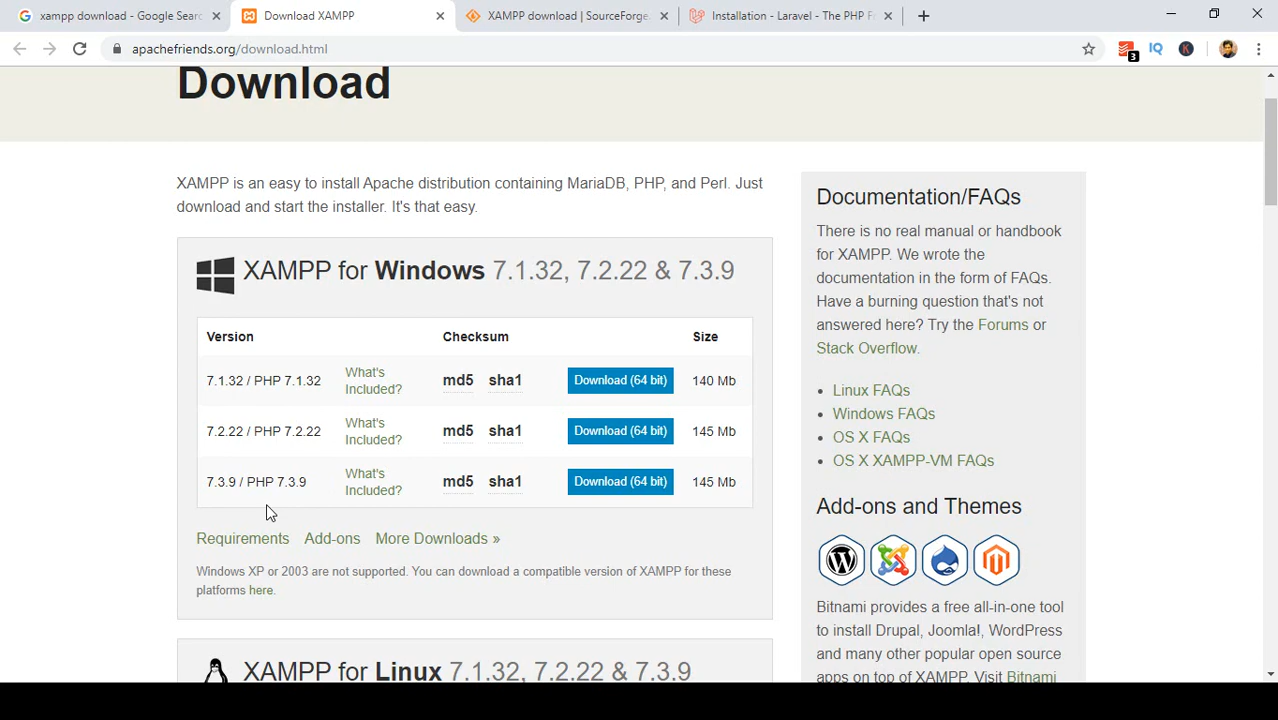 xampp download - Google Sear
Download XAMPP
XAMPP download | SourceForge.
Installation - Laravel - The PHP F
apachefriends.org/download.html
3
IQ
K
Download
XAMPP is an easy to install Apache distribution containing MariaDB, PHP, and Perl. Just
download and start the installer. It's that easy.
XAMPP for Windows 7.1.32, 7.2.22 & 7.3.9
Version Checksum Size
7.1.32 / PHP 7.1.32 What's Included? md5 sha1 Download (64 bit) 140 Mb
7.2.22 / PHP 7.2.22 What's Included? md5 sha1 Download (64 bit) 145 Mb
7.3.9 / PHP 7.3.9 What's Included? md5 sha1 Download (64 bit) 145 Mb
Requirements Add-ons More Downloads »
Windows XP or 2003 are not supported. You can download a compatible version of XAMPP for these
platforms here.
XAMPP for Linux 7.1.32, 7.2.22 & 7.3.9
Documentation/FAQs
There is no real manual or handbook
for XAMPP. We wrote the
documentation in the form of FAQs.
Have a burning question that's not
answered here? Try the Forums or
Stack Overflow.
Linux FAQs
Windows FAQs
OS X FAQs
OS X XAMPP-VM FAQs
Add-ons and Themes
Bitnami provides a free all-in-one tool
to install Drupal, Joomla!, WordPress
and many other popular open source
apps on top of XAMPP. Visit Bitnami